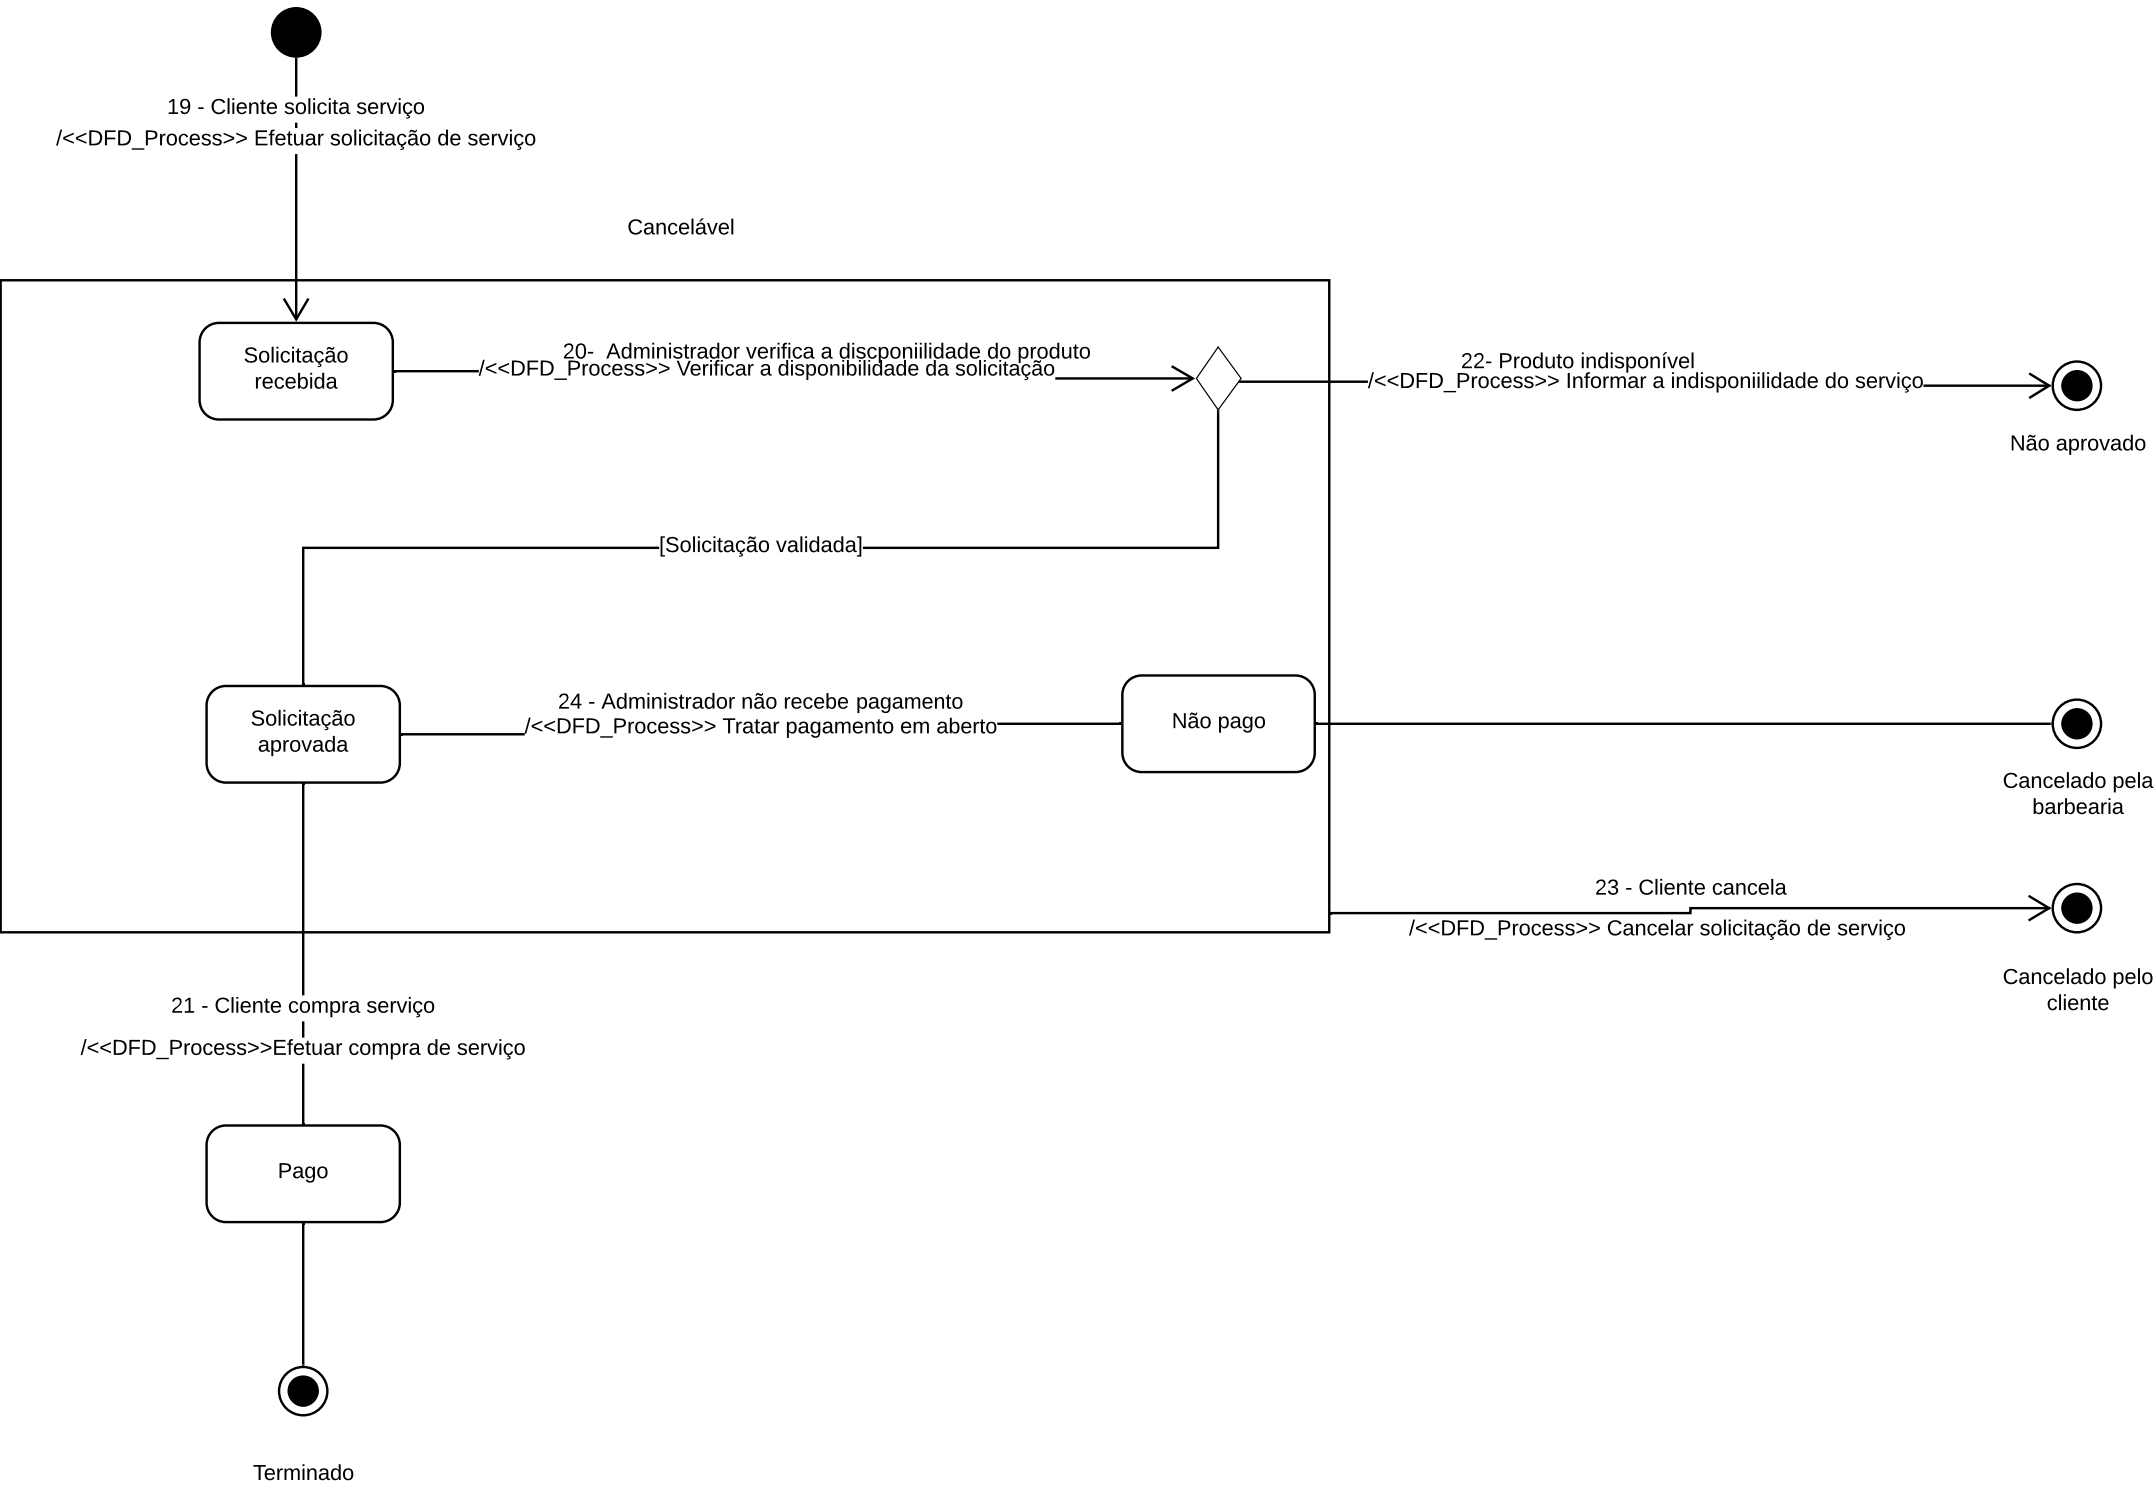 19 - Cliente solicita serviço
/<<DFD_Process>> Efetuar solicitação de serviço
Cancelável
Solicitação
recebida
20-  Administrador verifica a discponiilidade do produto
/<<DFD_Process>> Verificar a disponibilidade da solicitação
22- Produto indisponível
/<<DFD_Process>> Informar a indisponiilidade do serviço
Não aprovado
[Solicitação validada]
Solicitação
aprovada
24 - Administrador não recebe pagamento
/<<DFD_Process>> Tratar pagamento em aberto
Não pago
Cancelado pela
barbearia
23 - Cliente cancela
/<<DFD_Process>> Cancelar solicitação de serviço
Cancelado pelo
cliente
21 - Cliente compra serviço
/<<DFD_Process>>Efetuar compra de serviço
Pago
Terminado